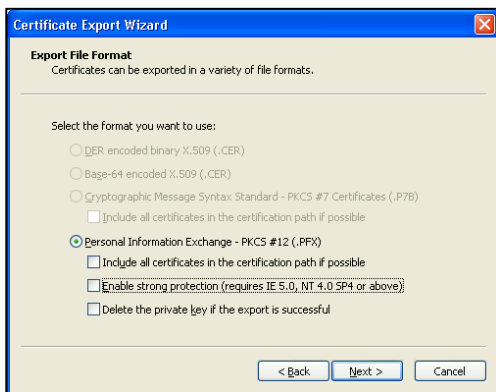 Certificate Export Wizard
Export File Format
Certificates can be exported in a variety of file formats.
Select the format you want to use:
DER encoded binary X.509 (.CER)
Base-64 encoded X.509 (.CER)
Cryptographic Message Syntax Standard - PKCS #7 Certificates (.P7B)
Include all certificates in the certification path if possible
Personal Information Exchange - PKCS #12 (.PFX)
Include all certificates in the certification path if possible
Enable strong protection (requires IE 5.0, NT 4.0 SP4 or above)
Delete the private key if the export is successful
< Back Next > Cancel